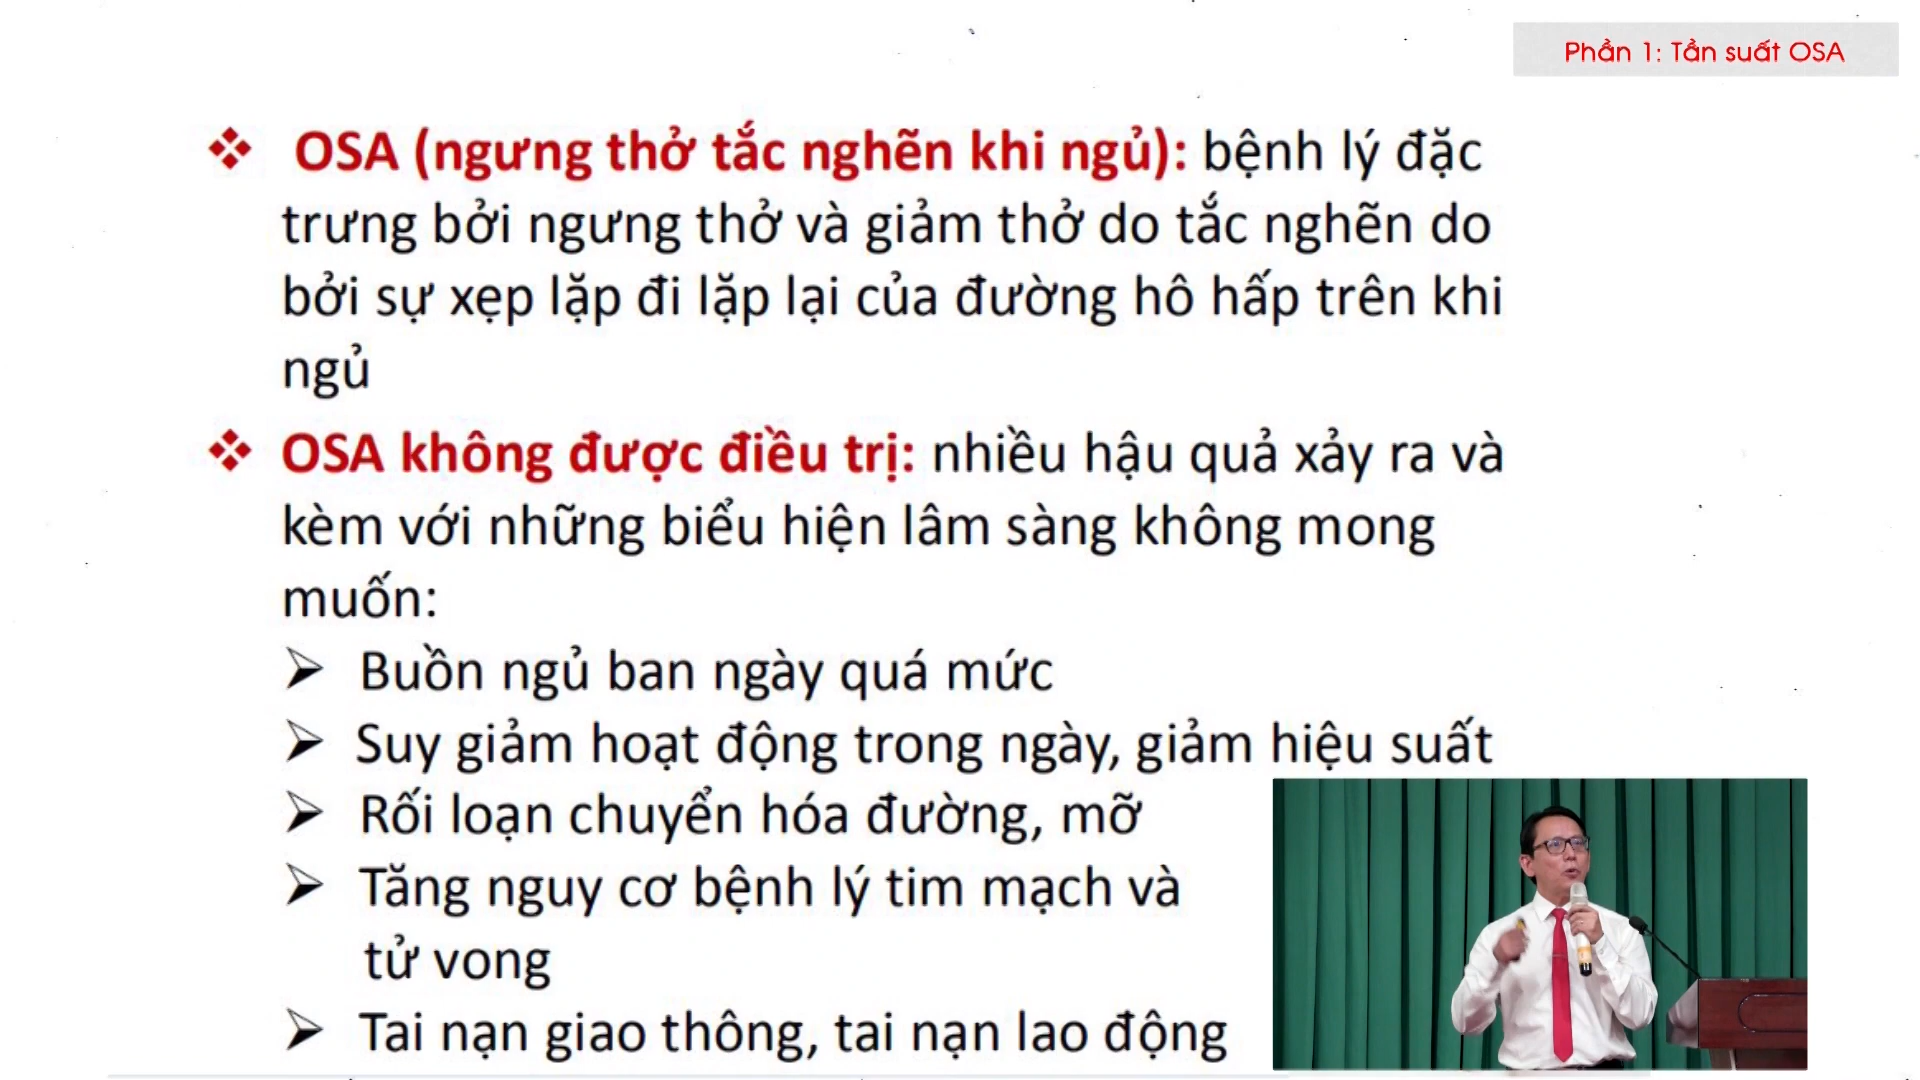 Phần 1: Tần suất OSA
OSA (ngưng thở tắc nghẽn khi ngủ): bệnh lý đặc
trưng bởi ngưng thở và giảm thở do tắc nghẽn do
bởi sự xẹp lặp đi lặp lại của đường hô hấp trên khi
ngủ
OSA không được điều trị: nhiều hậu quả xảy ra và
kèm với những biểu hiện lâm sàng không mong
muốn:
Buồn ngủ ban ngày quá mức
Suy giảm hoạt động trong ngày, giảm hiệu suất
Rối loạn chuyển hóa đường, mỡ
Tăng nguy cơ bệnh lý tim mạch và
tử vong
Tai nạn giao thông, tai nạn lao động